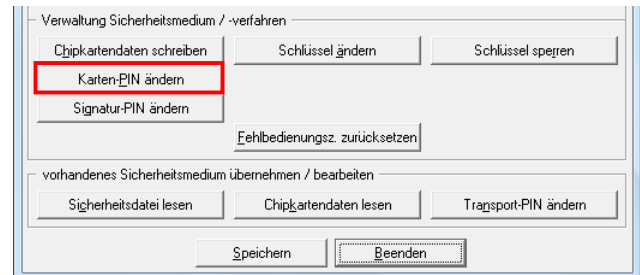 Verwaltung Sicherheitsmedium / -verfahren
Chipkartendaten schreiben Schlüssel ändern Schlüssel sperren
Karten-PIN ändern
Signatur-PIN ändern
Fehlbedienungsz. zurücksetzen
vorhandenes Sicherheitsmedium übernehmen / bearbeiten
Sicherheitsdatei lesen Chipkartendaten lesen Transport-PIN ändern
Speichern Beenden